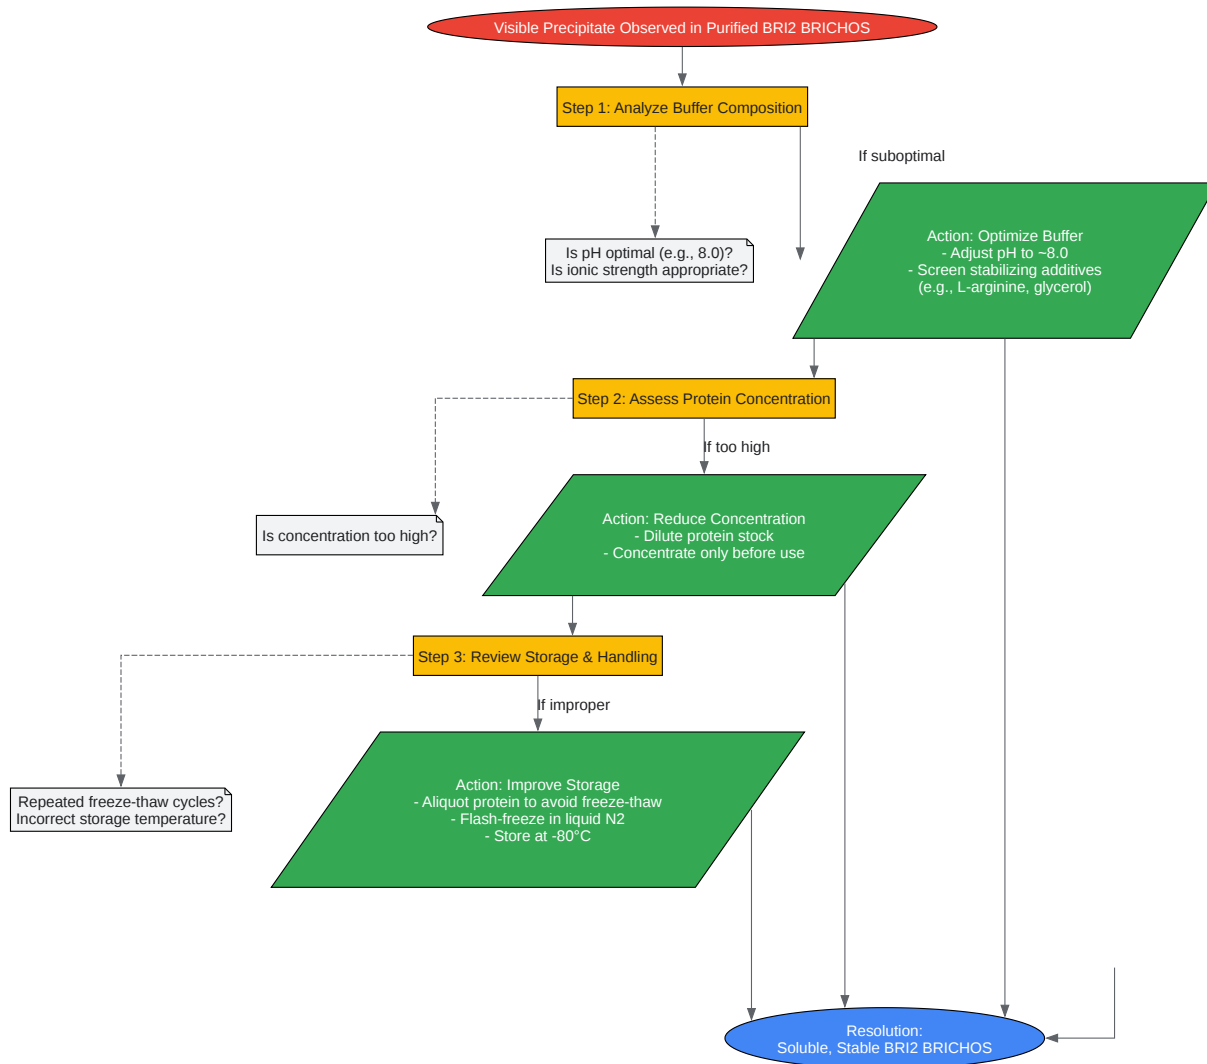 Visible Precipitate Observed in Purified BRI2 BRICHOS
Step 1: Analyze Buffer Composition
If suboptimal
Is pH optimal (e.g., 8.0)?
Is ionic strength appropriate?
Action: Optimize Buffer
- Adjust pH to ~8.0
- Screen stabilizing additives
(e.g., L-arginine, glycerol)
Step 2: Assess Protein Concentration
If too high
Is concentration too high?
Action: Reduce Concentration
- Dilute protein stock
- Concentrate only before use
Step 3: Review Storage & Handling
If improper
Repeated freeze-thaw cycles?
Incorrect storage temperature?
Action: Improve Storage
- Aliquot protein to avoid freeze-thaw
- Flash-freeze in liquid N2
- Store at -80°C
Resolution:
Soluble, Stable BRI2 BRICHOS